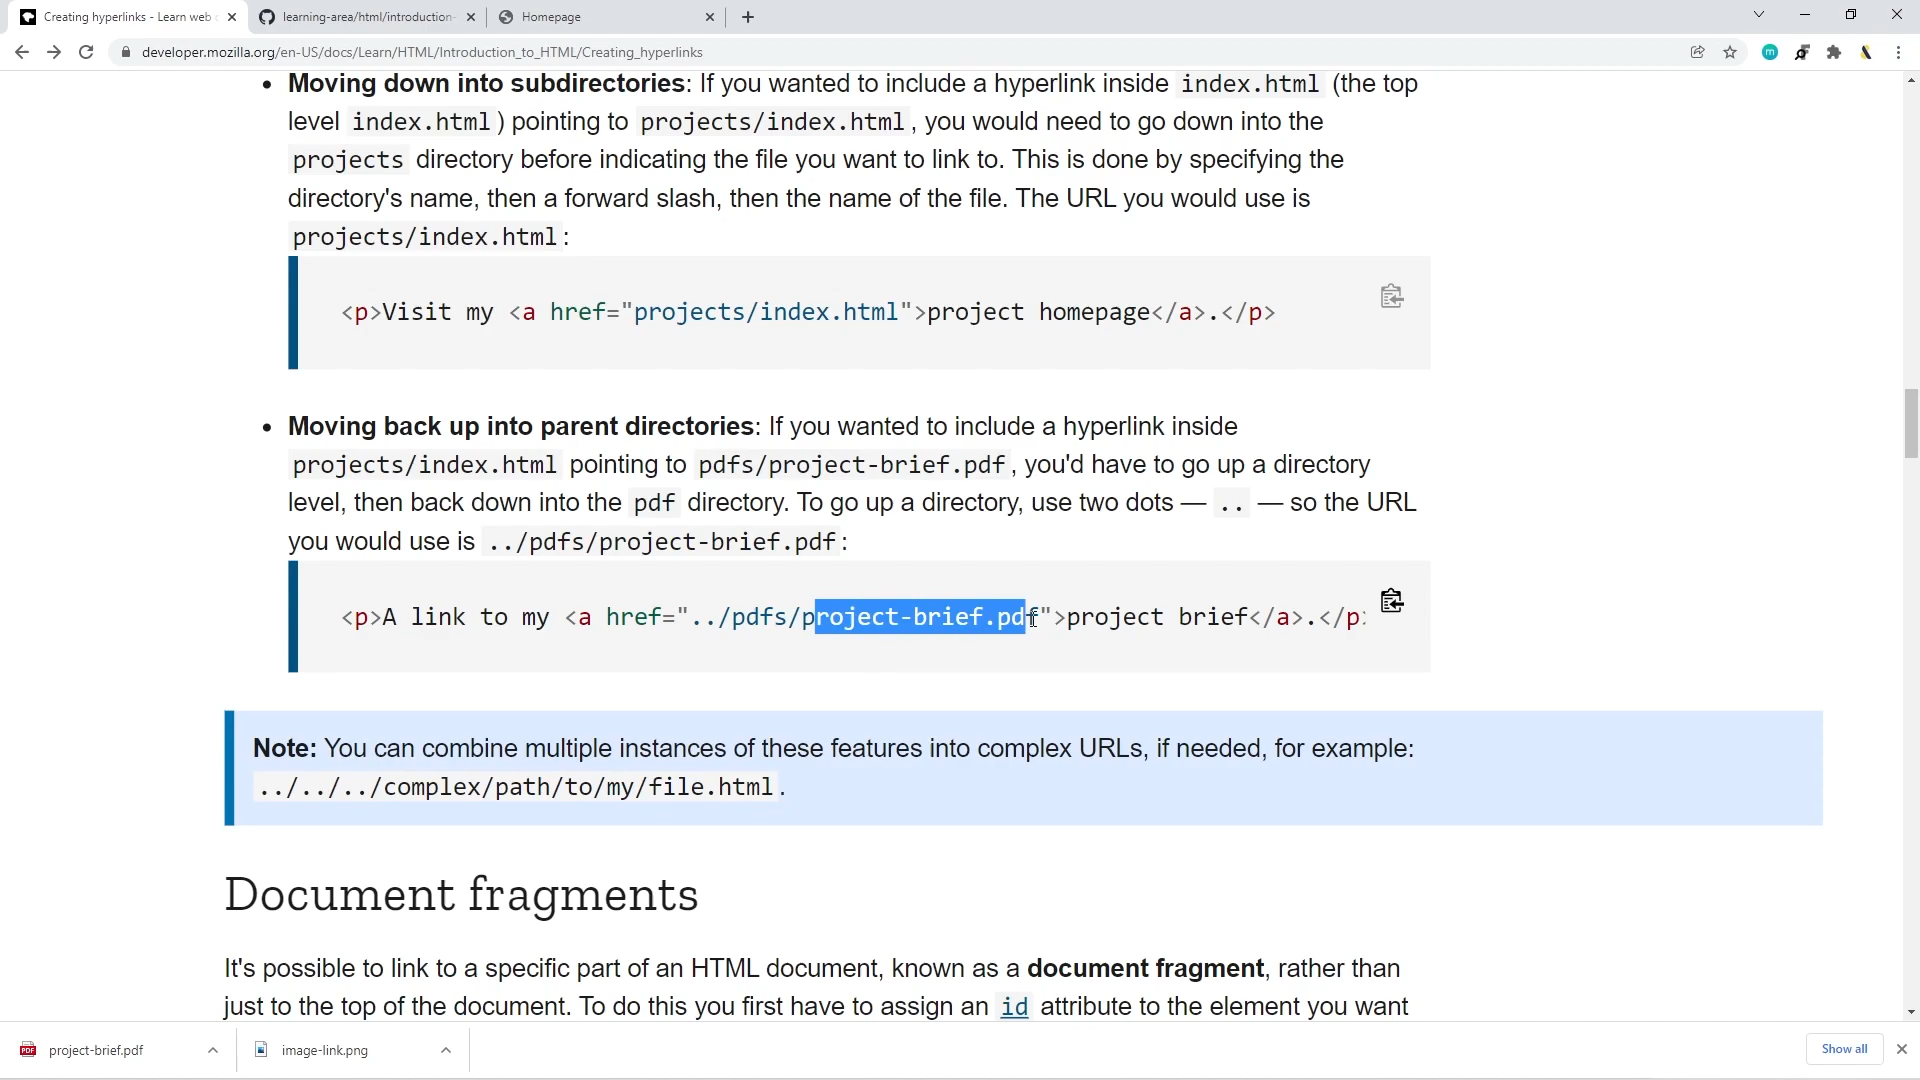 Creating hyperlinks - Learn web
learning-area/html/introduction-
Homepage
developer.mozilla.org/en-US/docs/Learn/HTML/Introduction_to_HTML/Creating_hyperlinks
m
• Moving down into subdirectories: If you wanted to include a hyperlink inside index.html (the top
level index.html) pointing to projects/index.html, you would need to go down into the
projects directory before indicating the file you want to link to. This is done by specifying the
directory's name, then a forward slash, then the name of the file. The URL you would use is
projects/index.html:
<p>Visit my <a href="projects/index.html">project homepage</a>.</p>
• Moving back up into parent directories: If you wanted to include a hyperlink inside
projects/index.html pointing to pdfs/project-brief.pdf, you'd have to go up a directory
level, then back down into the pdf directory. To go up a directory, use two dots — .. — so the URL
you would use is ../pdfs/project-brief.pdf:
<p>A link to my <a href="../pdfs/project-brief.pdf">project brief</a>.</p>
Note: You can combine multiple instances of these features into complex URLs, if needed, for example:
../../../complex/path/to/my/file.html.
Document fragments
It's possible to link to a specific part of an HTML document, known as a document fragment, rather than
just to the top of the document. To do this you first have to assign an id attribute to the element you want
PDF
project-brief.pdf
image-link.png
Show all